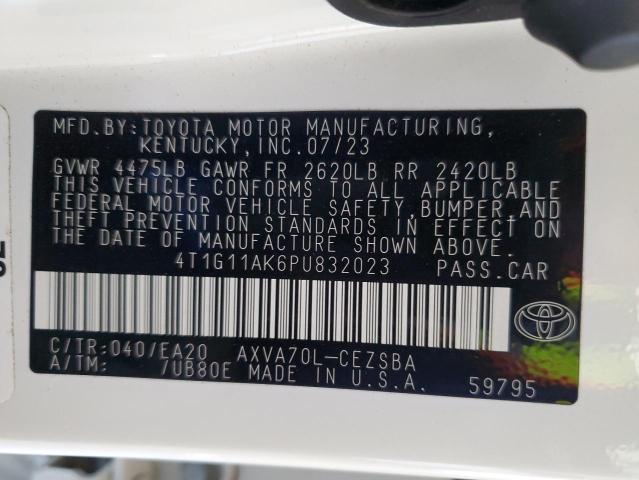 MFD.BY:TOYOTA MOTOR MANUFACTURING,
KENTUCKY, INC. 07/23
GVWR 4475LB GAWR FR 2620LB RR 2420LB
THIS VEHICLE CONFORMS TO ALL APPLICABLE
FEDERAL MOTOR VEHICLE SAFETY, BUMPER, AND
THEFT PREVENTION STANDARDS IN EFFECT ON
THE DATE OF MANUFACTURE SHOWN ABOVE.
4T1G11AK6PU832023 PASS.CAR
C/TR:040/EA20 AXVA70L-CEZSBA
A/TM: /UB80E MADE IN U.S.A. 59795